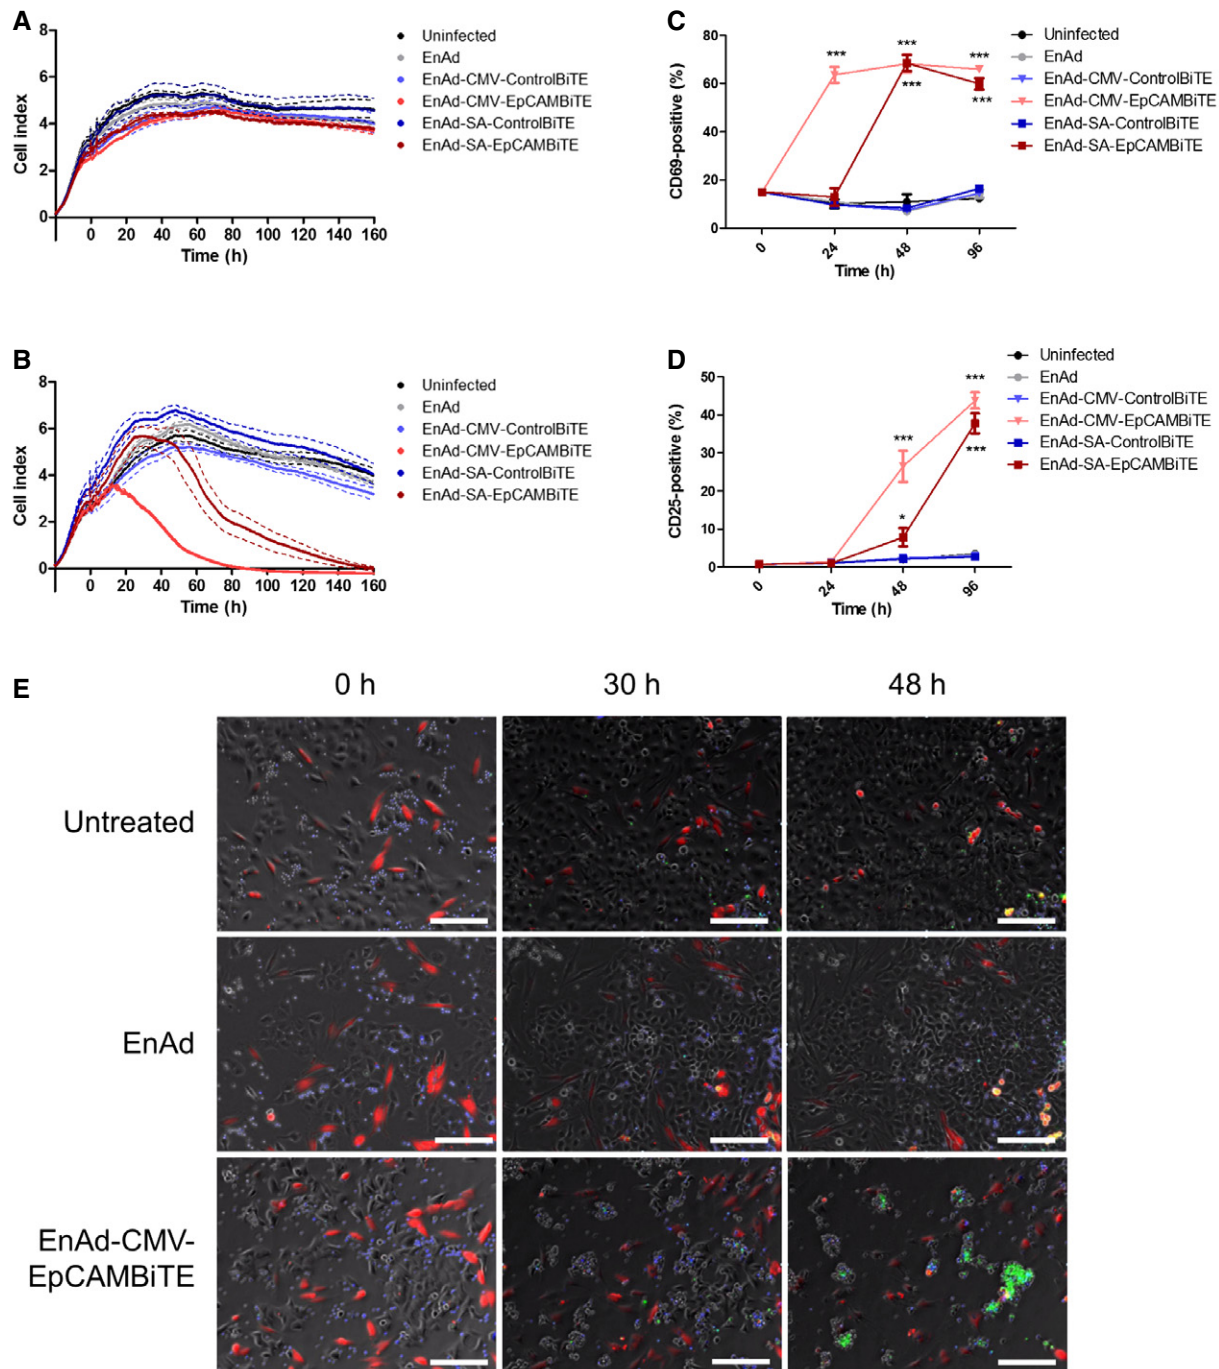 A
8
6
4
2
0
Cell index
0 20 40 60 80 100 120 140 160
Time (h)
Uninfected
EnAd
EnAd-CMV-ControlBiTE
EnAd-CMV-EpCAMBiTE
EnAd-SA-ControlBiTE
EnAd-SA-EpCAMBiTE
C
80
60
40
20
0
CD69-positive (%)
***
***
***
***
***
0 24 48 96
Time (h)
Uninfected
EnAd
EnAd-CMV-ControlBiTE
EnAd-CMV-EpCAMBiTE
EnAd-SA-ControlBiTE
EnAd-SA-EpCAMBiTE
B
8
6
4
2
0
Cell index
0 20 40 60 80 100 120 140 160
Time (h)
Uninfected
EnAd
EnAd-CMV-ControlBiTE
EnAd-CMV-EpCAMBiTE
EnAd-SA-ControlBiTE
EnAd-SA-EpCAMBiTE
D
50
40
30
20
10
0
CD25-positive (%)
***
***
***
*
0 24 48 96
Time (h)
Uninfected
EnAd
EnAd-CMV-ControlBiTE
EnAd-CMV-EpCAMBiTE
EnAd-SA-ControlBiTE
EnAd-SA-EpCAMBiTE
E
0 h 30 h 48 h
Untreated
EnAd
EnAd-CMV-
EpCAMBiTE